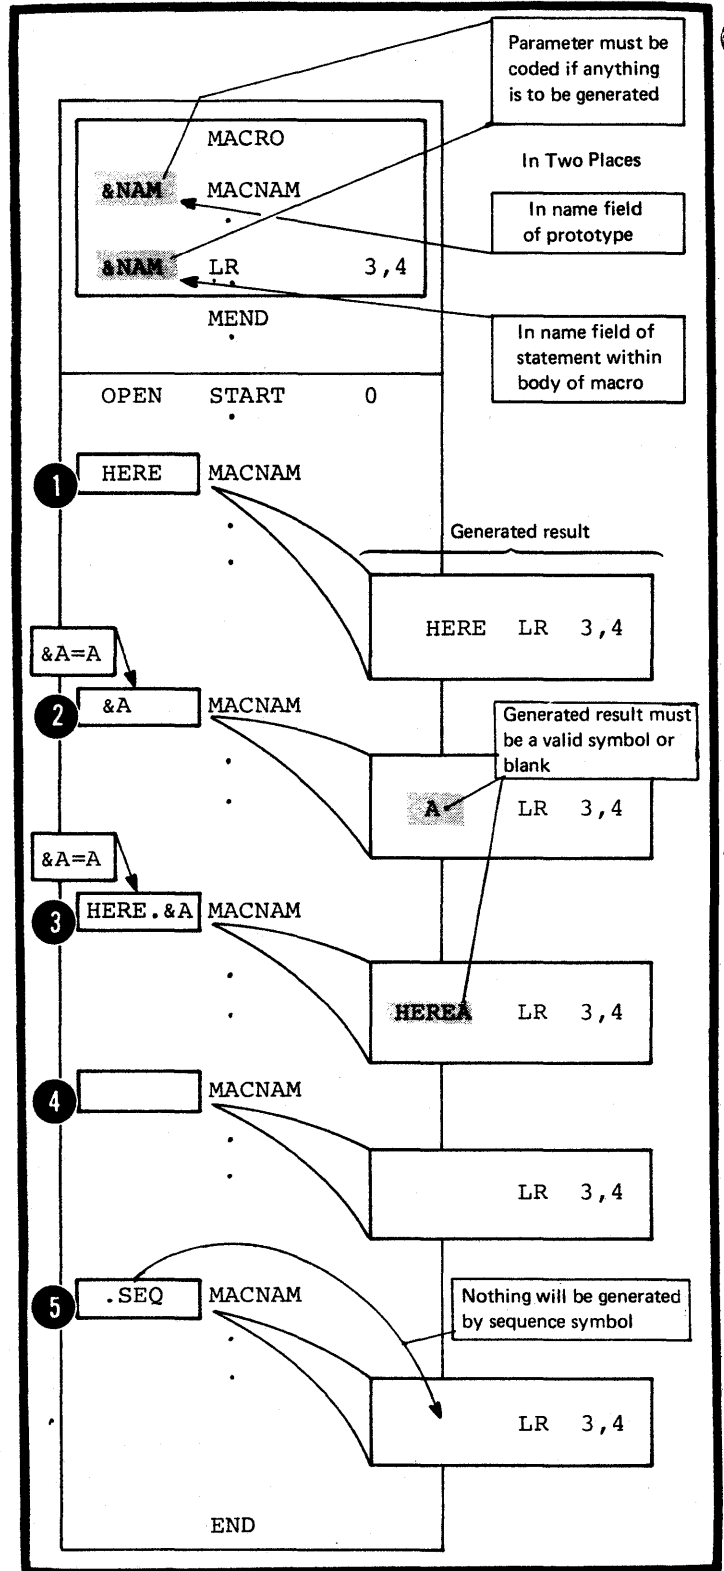 Parameter must be
coded if anything
is to be generated
MACRO
In Two Places
&NAM MACNAM
.
In name field
of prototype
&NAM LR 3,4
. .
MEND
.
In name field of
statement within
body of macro
OPEN START 0
.
1 HERE MACNAM
.
.
Generated result
HERE LR 3,4
&A=A
2 &A MACNAM
.
.
Generated result must
be a valid symbol or
blank
A LR 3,4
&A=A
3 HERE.&A MACNAM
.
.
HEREA LR 3,4
4 MACNAM
.
.
LR 3,4
5 .SEQ MACNAM
.
.
Nothing will be generated
by sequence symbol
LR 3,4
END